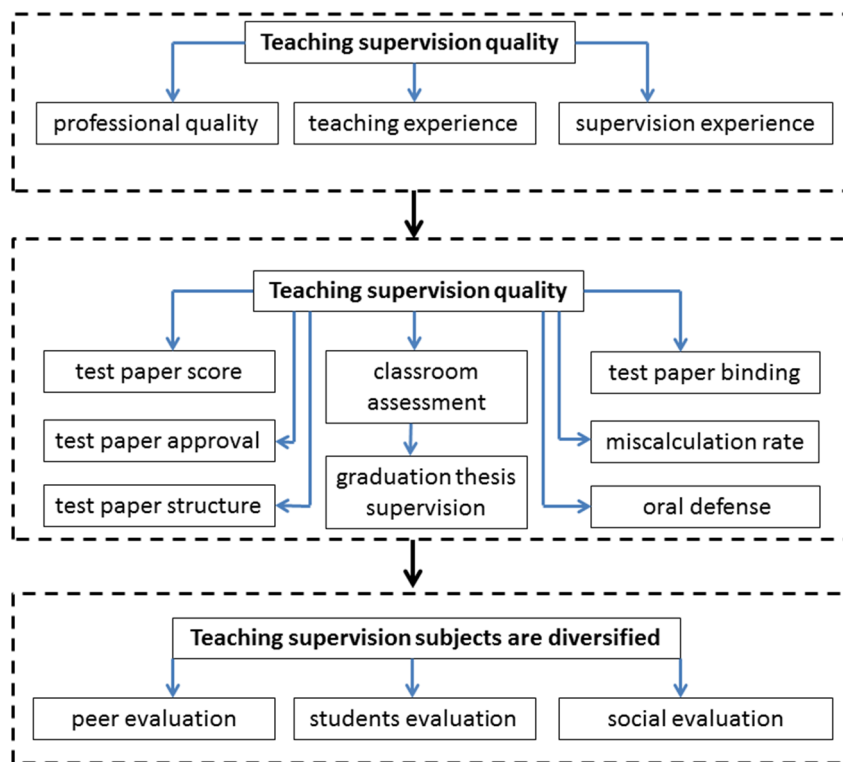 Teaching supervision quality
professional quality
teaching experience
supervision experience
Teaching supervision quality
test paper score
classroom
assessment
test paper binding
test paper approval
miscalculation rate
graduation thesis
supervision
test paper structure
oral defense
Teaching supervision subjects are diversified
peer evaluation
students evaluation
social evaluation